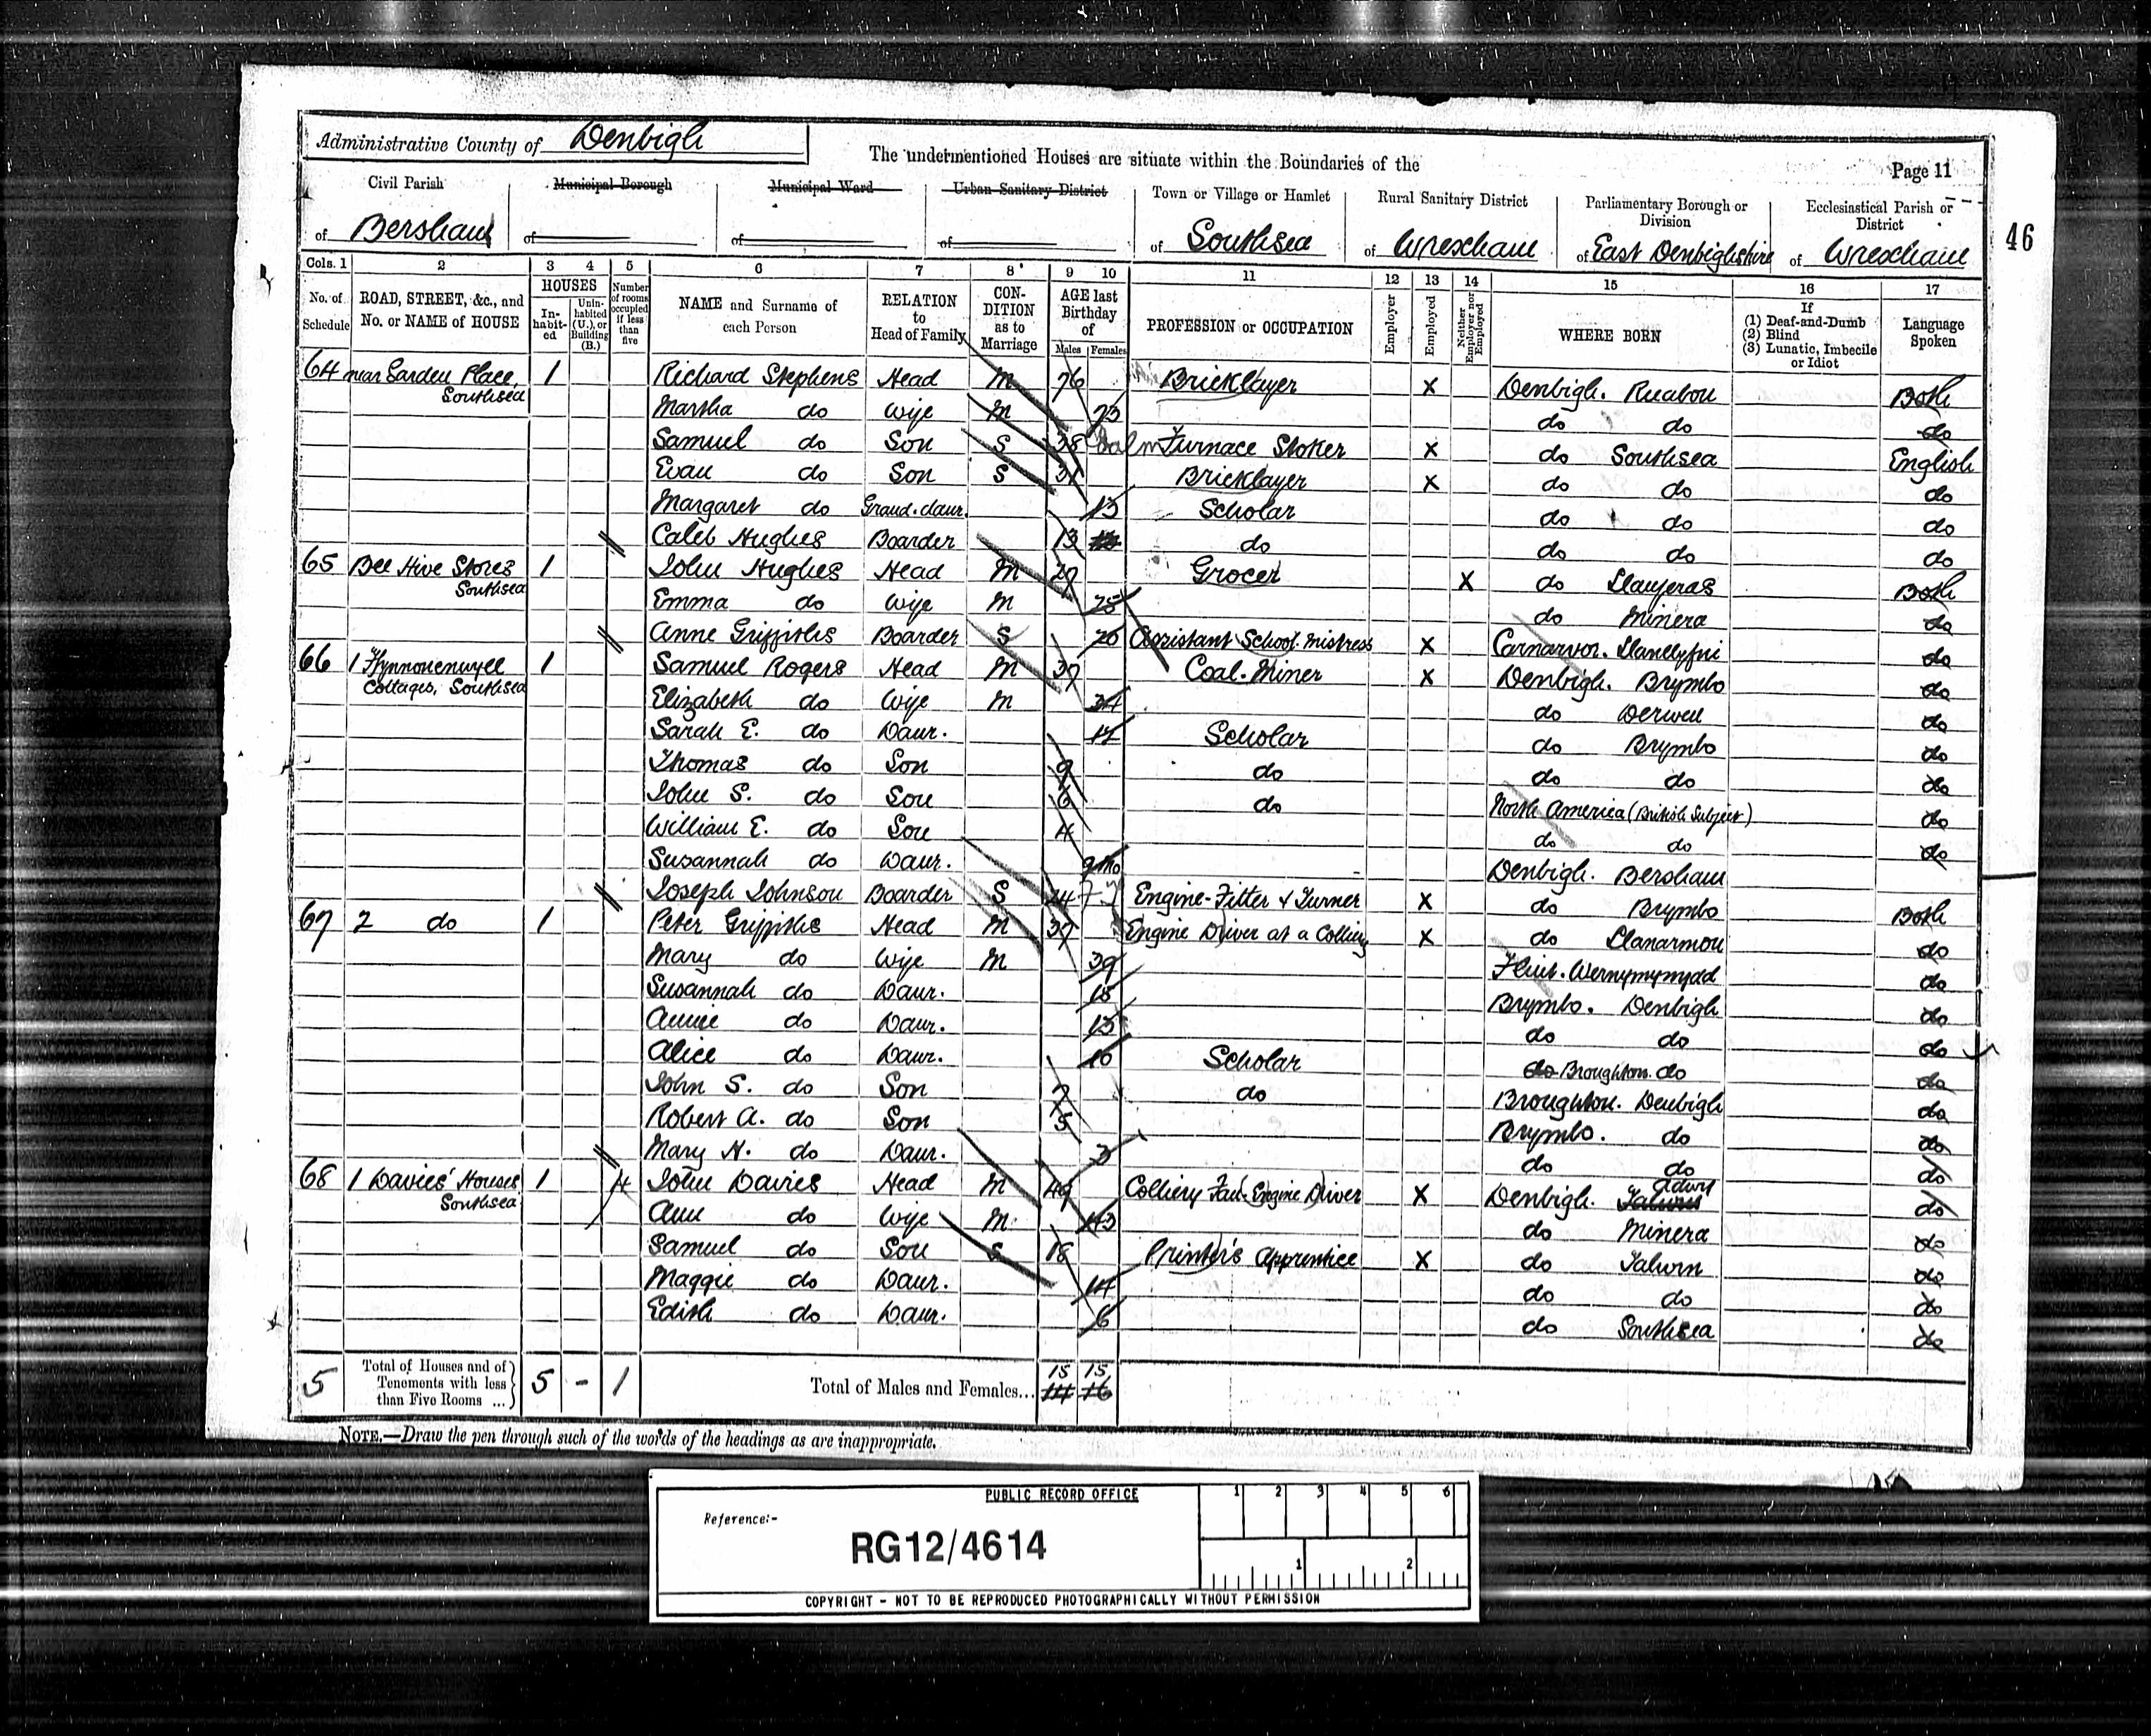 Administrative County of Denbigh
The undermentioned Houses are situate within the Boundaries of the
Page 11
46
Civil Parish of Bersham
Municipal Borough of
Municipal Ward of
Urban Sanitary District of
Town or Village or Hamlet of Southsea
Rural Sanitary District of Wrexham
Parliamentary Borough or Division of East Denbighshire
Ecclesiastical Parish or District of Wrexham
Cols. 1 2 3 4 5 6 7 8 9 10 11 12 13 14 15 16 17
No. of Schedule
ROAD, STREET, &c., and No. or NAME of HOUSE
HOUSES
In-habit-ed
Unin-habited (U.), or Building (B.)
Number of rooms occupied if less than five
NAME and Surname of each Person
RELATION to Head of Family
CON-DITION as to Marriage
AGE last Birthday of
Males Females
PROFESSION or OCCUPATION
Employer
Employed
Neither Employer nor Employed
WHERE BORN
If (1) Deaf-and-Dumb (2) Blind (3) Lunatic, Imbecile or Idiot
Language Spoken
64 near Garden Place, Southsea 1 Richard Stephens Head M 76 Bricklayer X Denbigh. Ruabon Both
Martha do Wife M 73 do do do
Samuel do Son S 38 Furnace Stoker X do Southsea English
Evan do Son S 31 Bricklayer X do do do
Margaret do Grand-daur. 13 Scholar do do do
Caleb Hughes Boarder 13 do do do do
65 Bee Hive Stores Southsea 1 John Hughes Head M 29 Grocer X do Llanferas Both
Emma do Wife M 25 do Minera do
Anne Griffiths Boarder S 26 Assistant School-Mistress X Carnarvon. Llanllyfni do
66 1 Cottages, Southsea 1 Samuel Rogers Head M 39 Coal-Miner X Denbigh. Brymbo do
Elizabeth do Wife M 34 do Derwen do
Sarah E. do Daur. 11 Scholar do Brymbo do
Thomas do Son 9 do do do do
John S. do Son 6 do North America (British Subject) do
William E. do Son 4 do do do
Susannah do Daur. 9mo Denbigh. Bersham
Joseph Johnson Boarder S 24 Engine-Fitter & Turner X do Brymbo Both
67 2 do 1 Peter Griffiths Head M 37 Engine Driver at a Colliery X do Llanarmon do
Mary do Wife M 39 Flint. do
Susannah do Daur. 15 Brymbo. Denbigh do
Annie do Daur. 13 do do do
Alice do Daur. 10 Scholar do Broughton do do
John S. do Son 7 do Broughton. Denbigh do
Robert A. do Son 5 Brymbo. do do
Mary H. do Daur. 3 do do do
68 1 Davies' Houses Southsea 1 4 John Davies Head M 49 Colliery Fan-Engine Driver X Denbigh. Adwy do
Ann do Wife M 43 do Minera do
Samuel do Son S 18 Printer's Apprentice X do Talwrn do
Maggie do Daur. 14 do do do
Edith do Daur. 6 do Southsea do
5 Total of Houses and of Tenements with less than Five Rooms ... 5 - 1 Total of Males and Females... 15 15
14 16
NOTE.—Draw the pen through such of the words of the headings as are inappropriate.
PUBLIC RECORD OFFICE
1 2 3 4 5 6
Reference:-
RG12/4614
1 2
COPYRIGHT - NOT TO BE REPRODUCED PHOTOGRAPHICALLY WITHOUT PERMISSION